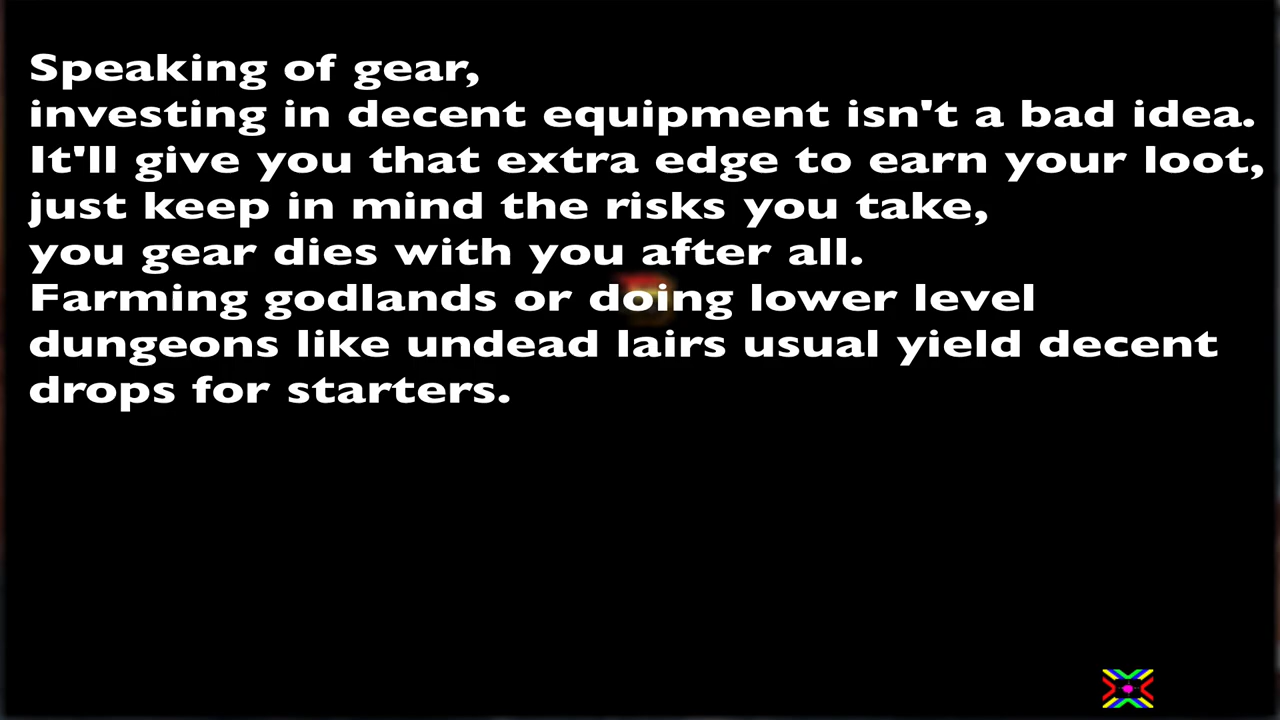 Speaking of gear,
investing in decent equipment isn't a bad idea.
It'll give you that extra edge to earn your loot,
just keep in mind the risks you take,
you gear dies with you after all.
Farming godlands or doing lower level
dungeons like undead lairs usual yield decent
drops for starters.